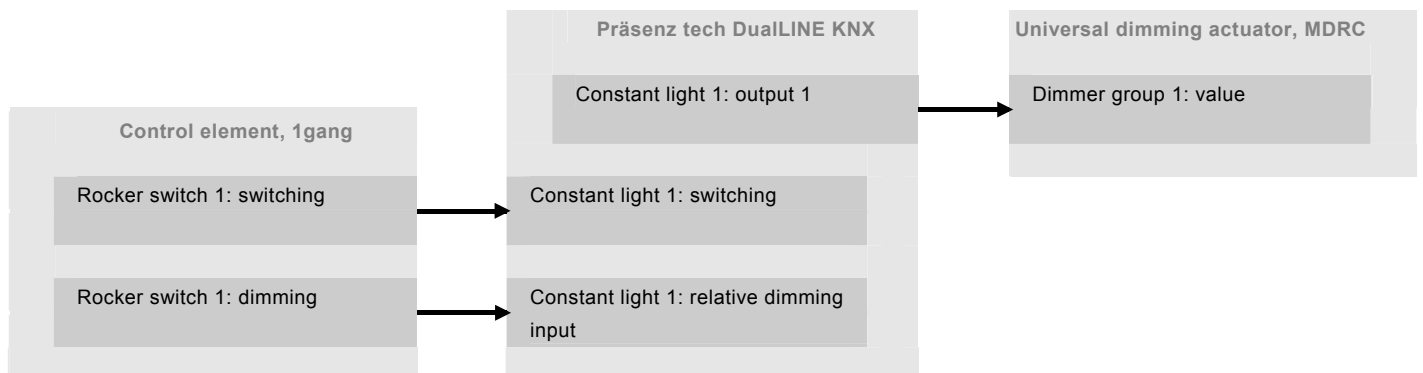 Präsenz tech DualLINE KNX
Universal dimming actuator, MDRC
Constant light 1: output 1
Dimmer group 1: value
Control element, 1gang
Rocker switch 1: switching
Constant light 1: switching
Rocker switch 1: dimming
Constant light 1: relative dimming
input